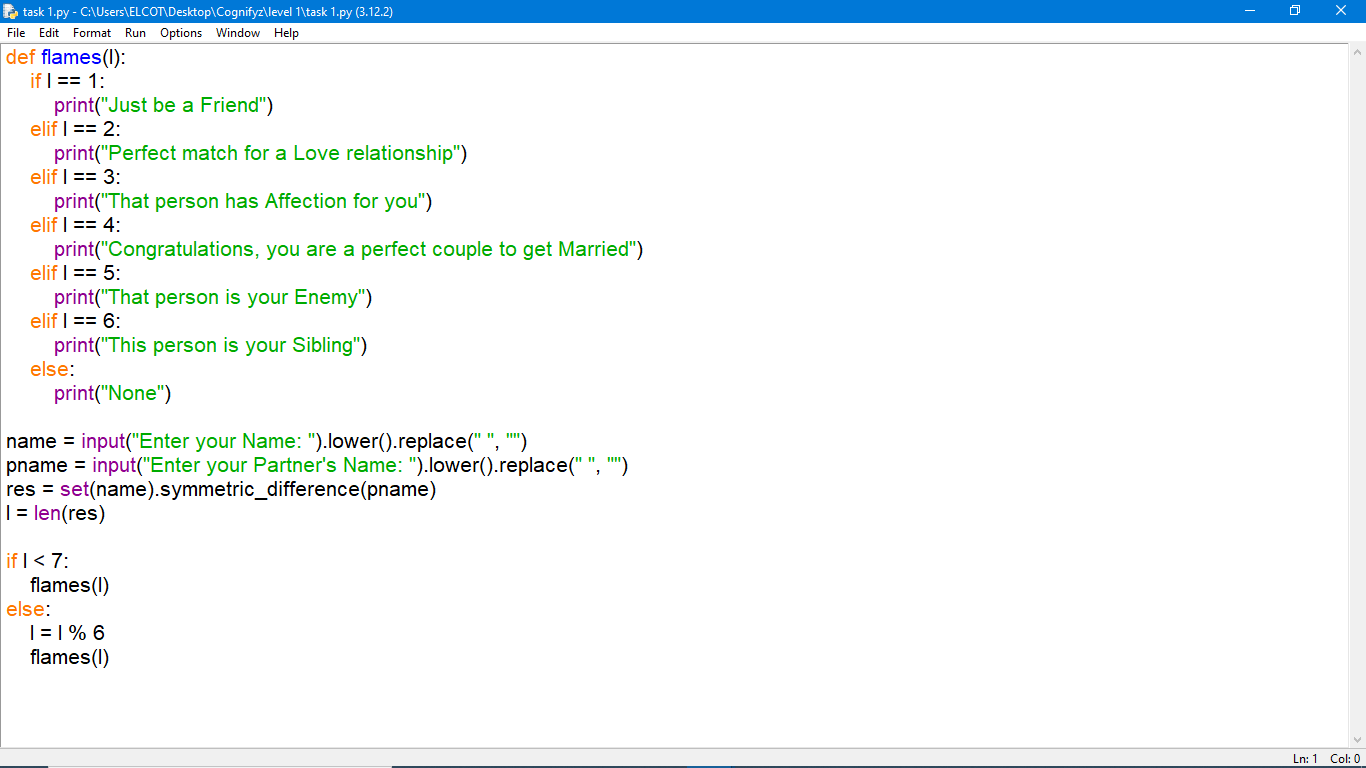 task 1.py - C:\Users\ELCOT\Desktop\Cognifyz\level 1\task 1.py (3.12.2)
File Edit Format Run Options Window Help
def flames(l):
    if l == 1:
        print("Just be a Friend")
    elif l == 2:
        print("Perfect match for a Love relationship")
    elif l == 3:
        print("That person has Affection for you")
    elif l == 4:
        print("Congratulations, you are a perfect couple to get Married")
    elif l == 5:
        print("That person is your Enemy")
    elif l == 6:
        print("This person is your Sibling")
    else:
        print("None")

name = input("Enter your Name: ").lower().replace(" ", "")
pname = input("Enter your Partner's Name: ").lower().replace(" ", "")
res = set(name).symmetric_difference(pname)
l = len(res)

if l < 7:
    flames(l)
else:
    l = l % 6
    flames(l)
Ln: 1 Col: 0